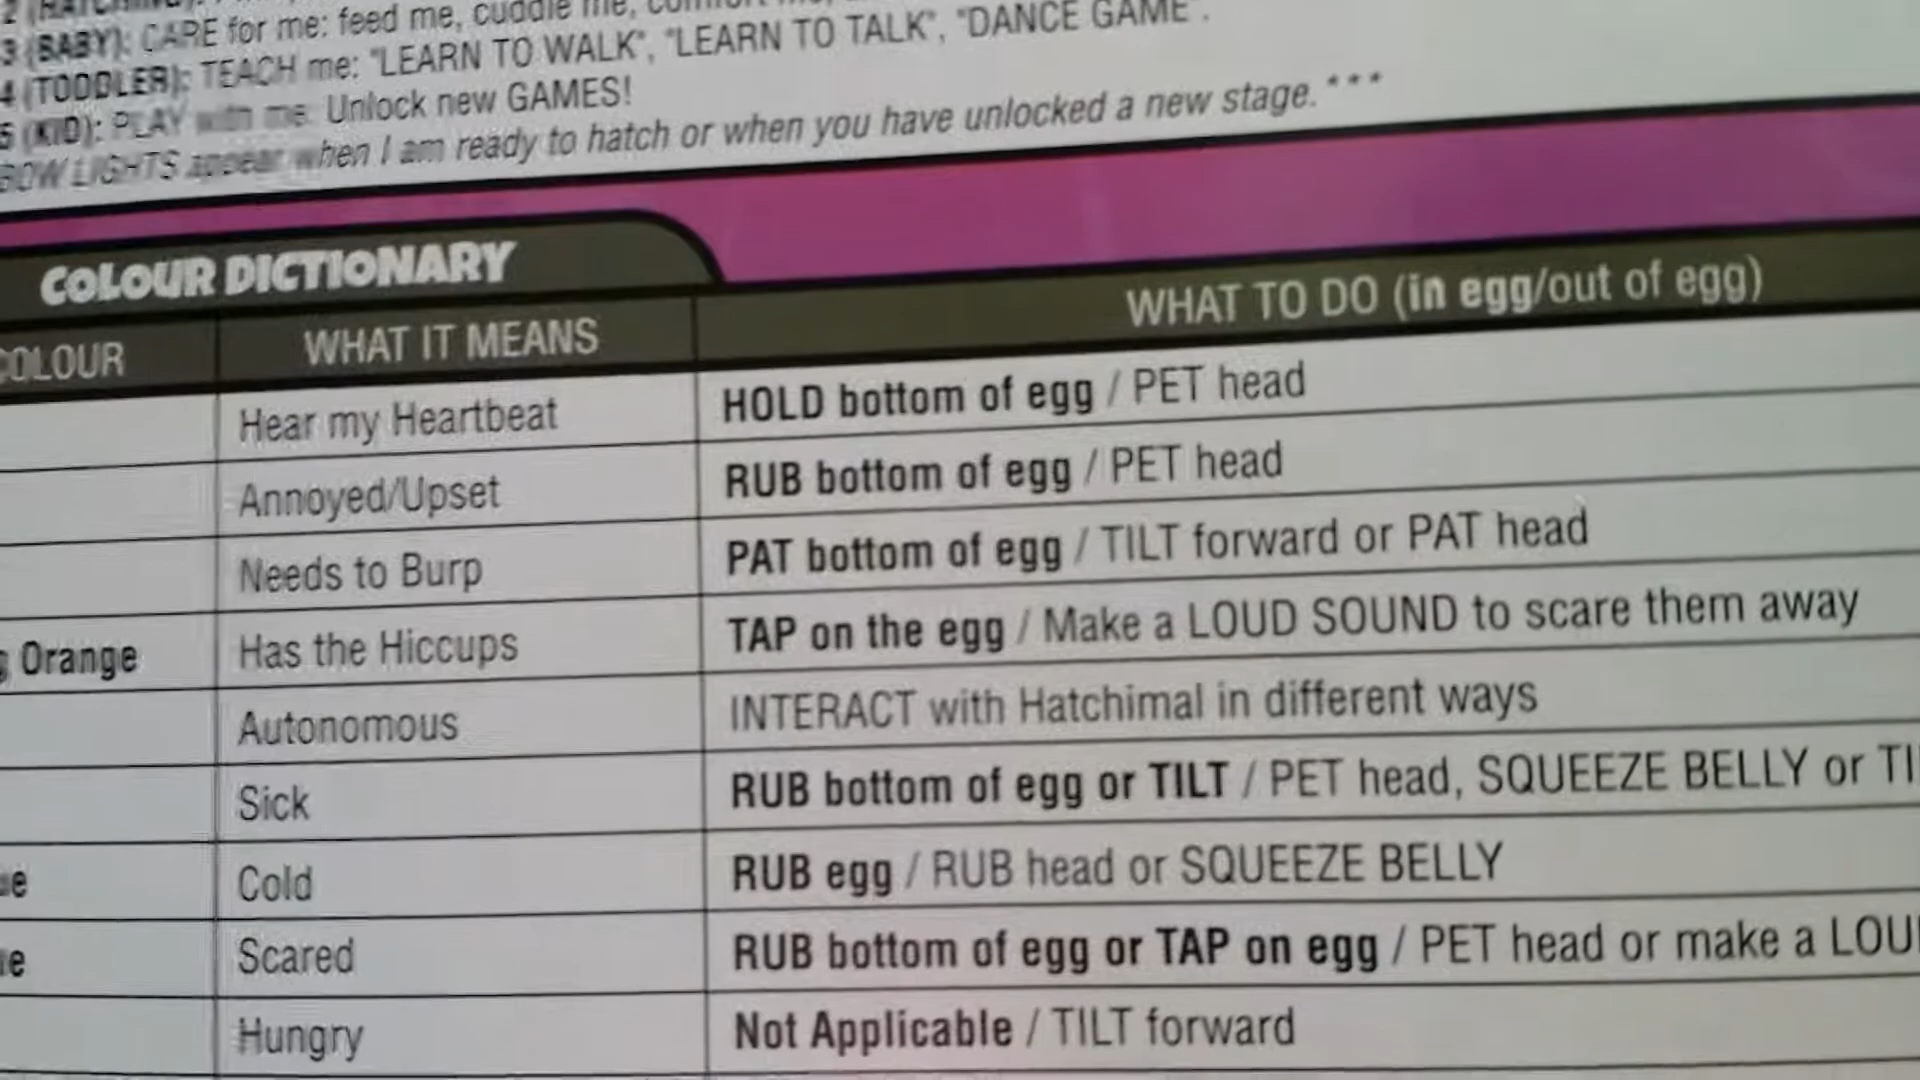 3 (BABY): CARE for me: feed me, cuddle me,
4 (TODDLER): TEACH me: "LEARN TO WALK", "LEARN TO TALK", "DANCE GAME".
5 (KID): PLAY with me: Unlock new GAMES!
LIGHTS appear when I am ready to hatch or when you have unlocked a new stage.***
COLOUR DICTIONARY
COLOUR WHAT IT MEANS WHAT TO DO (in egg/out of egg)
Hear my Heartbeat HOLD bottom of egg / PET head
Annoyed/Upset RUB bottom of egg / PET head
Needs to Burp PAT bottom of egg / TILT forward or PAT head
Orange Has the Hiccups TAP on the egg / Make a LOUD SOUND to scare them away
Autonomous INTERACT with Hatchimal in different ways
Sick RUB bottom of egg or TILT / PET head, SQUEEZE BELLY or
Cold RUB egg / RUB head or SQUEEZE BELLY
Scared RUB bottom of egg or TAP on egg / PET head or make a
Hungry Not Applicable / TILT forward